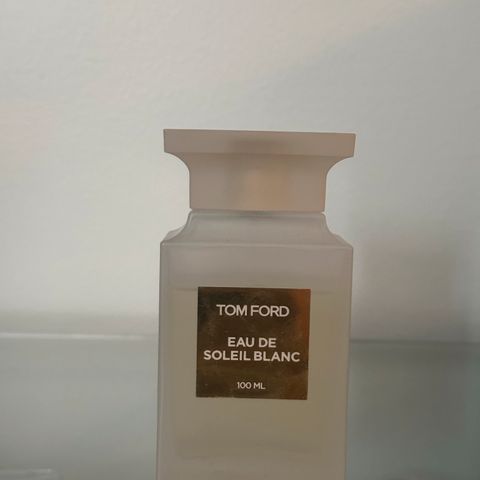 TOM FORD
EAU DE
SOLEIL BLANC
100 ML